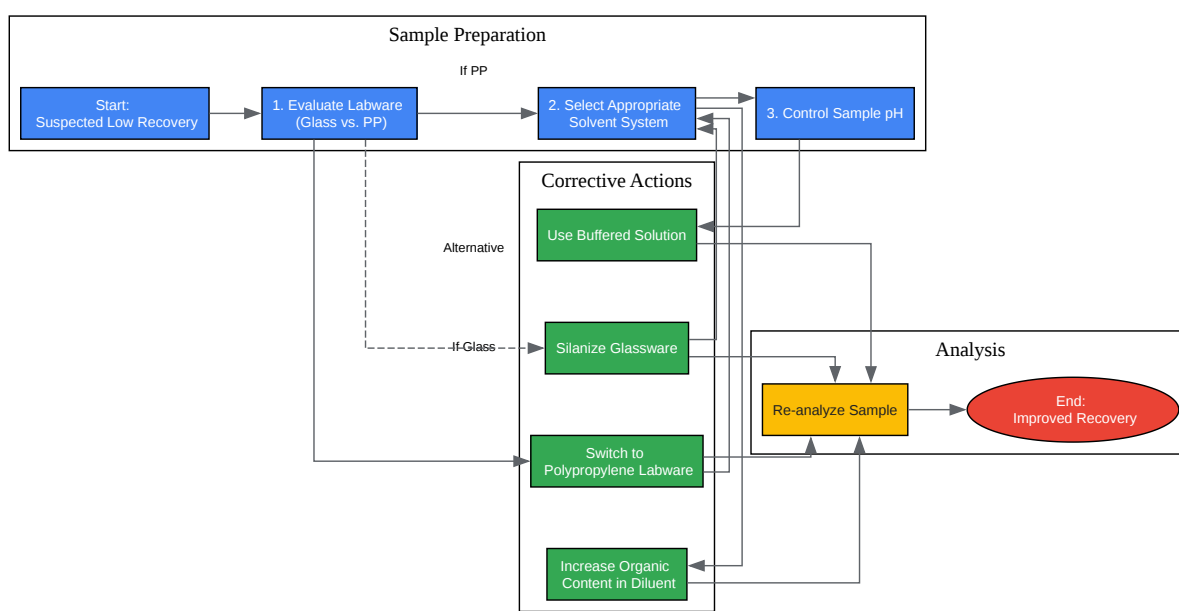 Sample Preparation
If PP
Start:
Suspected Low Recovery
1. Evaluate Labware
(Glass vs. PP)
2. Select Appropriate
Solvent System
3. Control Sample pH
Corrective Actions
Use Buffered Solution
Alternative
If Glass
Silanize Glassware
Analysis
Re-analyze Sample
End:
Improved Recovery
Switch to
Polypropylene Labware
Increase Organic
Content in Diluent